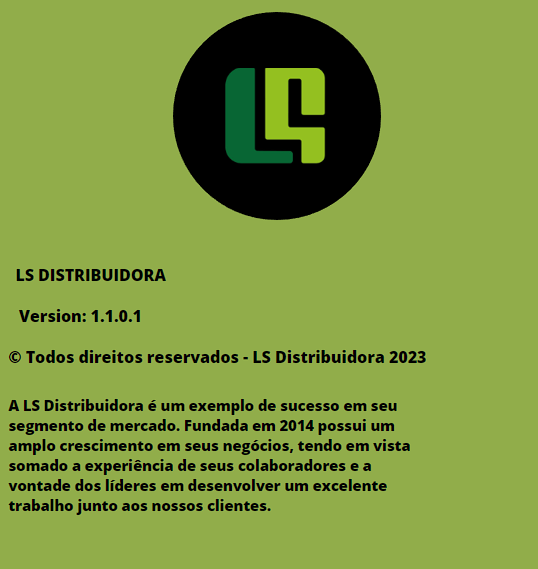 LS
LS DISTRIBUIDORA
Version: 1.1.0.1
© Todos direitos reservados - LS Distribuidora 2023
A LS Distribuidora é um exemplo de sucesso em seu
segmento de mercado. Fundada em 2014 possui um
amplo crescimento em seus negócios, tendo em vista
somado a experiência de seus colaboradores e a
vontade dos líderes em desenvolver um excelente
trabalho junto aos nossos clientes.